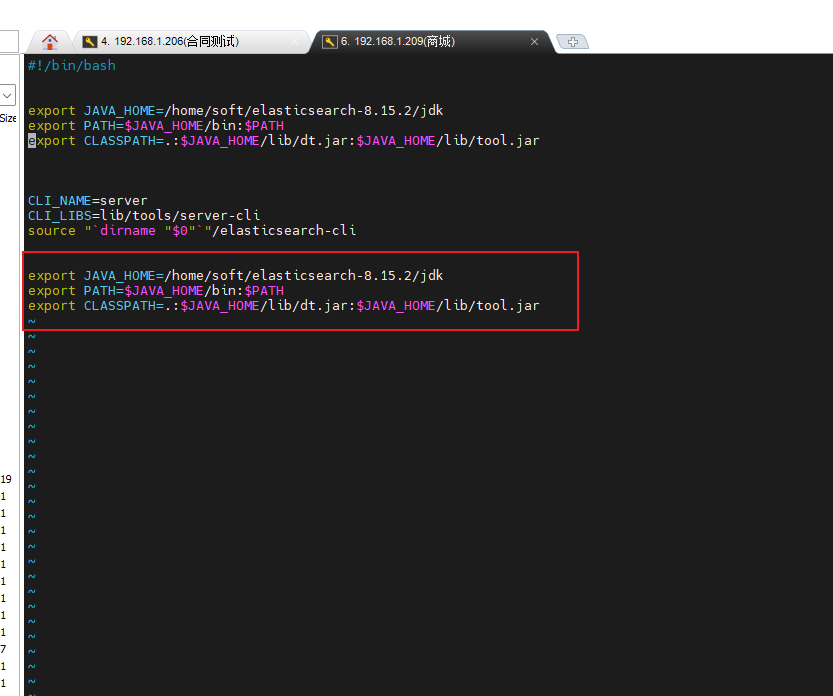 4. 192.168.1.206(合同测试)
6. 192.168.1.209(商城)
Size
#!/bin/bash
export JAVA_HOME=/home/soft/elasticsearch-8.15.2/jdk
export PATH=$JAVA_HOME/bin:$PATH
export CLASSPATH=.:$JAVA_HOME/lib/dt.jar:$JAVA_HOME/lib/tool.jar
CLI_NAME=server
CLI_LIBS=lib/tools/server-cli
source "`dirname "$0"`"/elasticsearch-cli
export JAVA_HOME=/home/soft/elasticsearch-8.15.2/jdk
export PATH=$JAVA_HOME/bin:$PATH
export CLASSPATH=.:$JAVA_HOME/lib/dt.jar:$JAVA_HOME/lib/tool.jar
~
~
~
~
~
~
~
~
~
~
~
19 ~
1 ~
1 ~
1 ~
1 ~
1 ~
1 ~
1 ~
1 ~
1 ~
7 ~
1 ~
1 ~